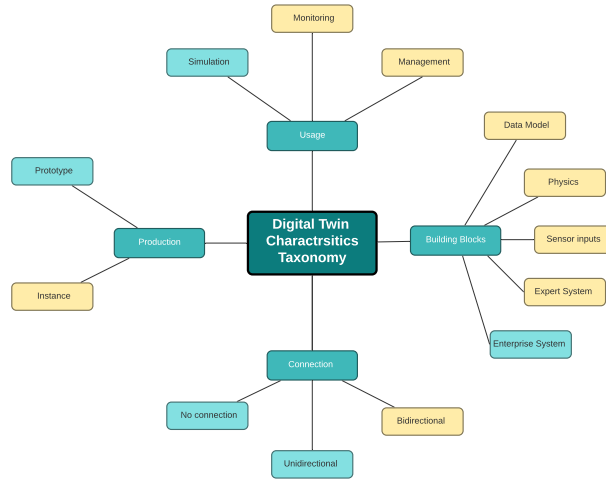 Monitoring
Simulation
Management
Usage
Data Model
Prototype
Physics
Digital Twin
Charactrsitics
Taxonomy
Production
Building Blocks
Sensor inputs
Instance
Expert System
Enterprise System
Connection
No connection
Bidirectional
Unidirectional